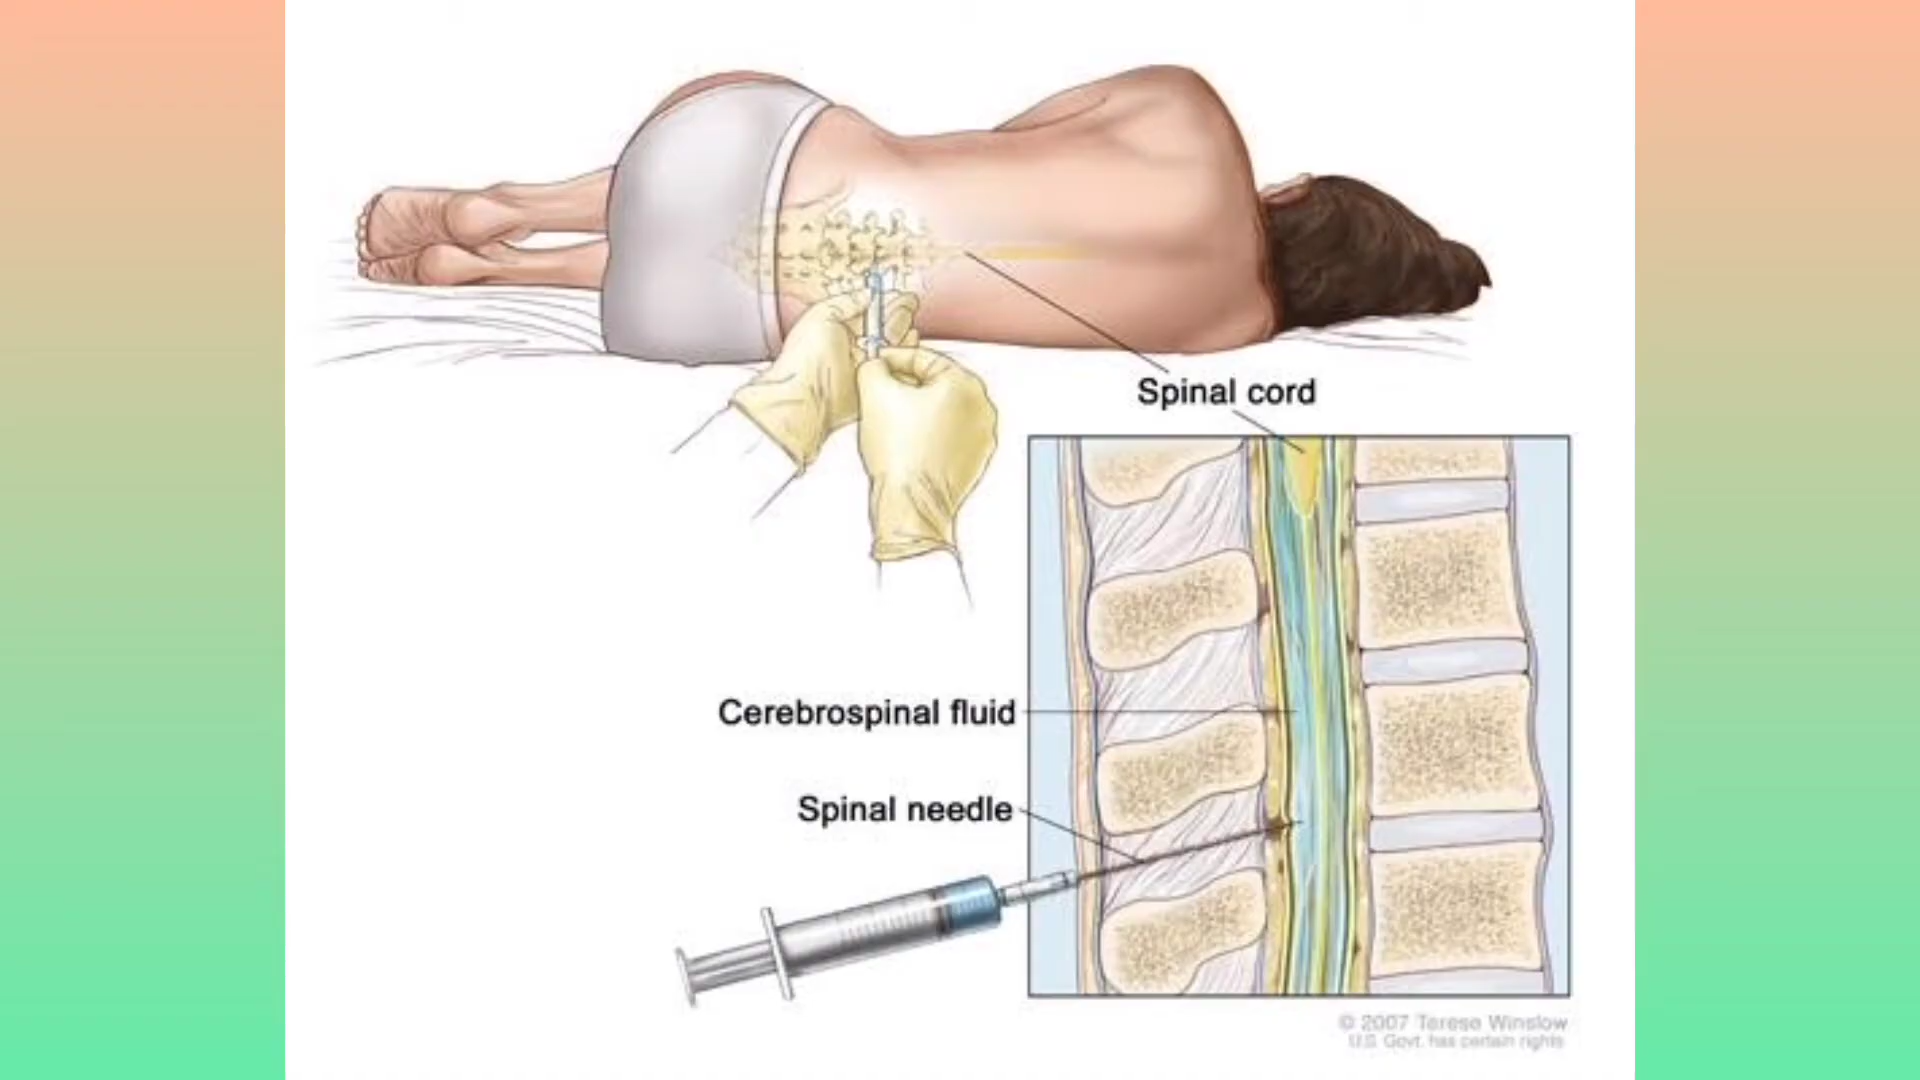 Spinal cord
Cerebrospinal fluid
Spinal needle
© 2007 Terese Winslow
U.S. Govt. has certain rights